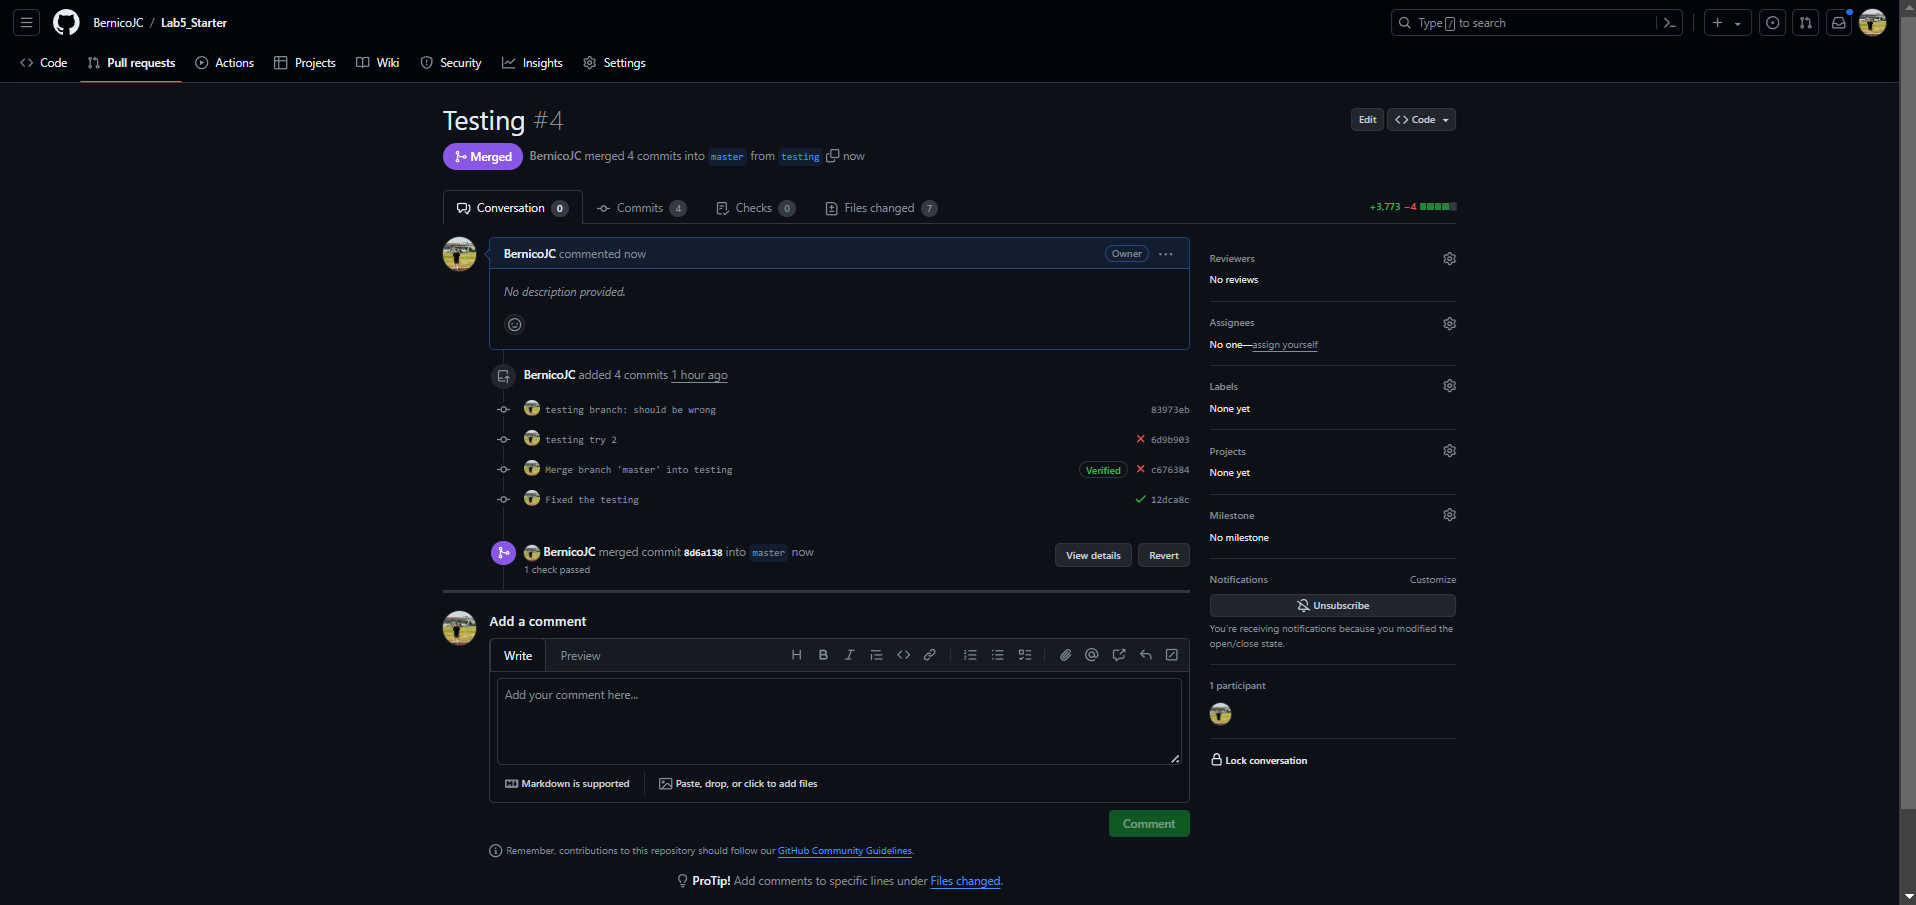 BernicoJC / Lab5_Starter
Type / to search
Code
Pull requests
Actions
Projects
Wiki
Security
Insights
Settings
Testing #4
Edit
<> Code
Merged
BernicoJC merged 4 commits into master from testing now
Conversation 0
Commits 4
Checks 0
Files changed 7
+3,773 −4
BernicoJC commented now
Owner
No description provided.
BernicoJC added 4 commits 1 hour ago
testing branch: should be wrong
83973eb
testing try 2
6d9b903
Merge branch 'master' into testing
Verified
c676384
Fixed the testing
12dca8c
BernicoJC merged commit 8d6a138 into master now
1 check passed
View details
Revert
Add a comment
Write
Preview
Add your comment here...
Markdown is supported
Paste, drop, or click to add files
Comment
Remember, contributions to this repository should follow our GitHub Community Guidelines.
ProTip! Add comments to specific lines under Files changed.
Reviewers
No reviews
Assignees
No one—assign yourself
Labels
None yet
Projects
None yet
Milestone
No milestone
Notifications
Customize
Unsubscribe
You're receiving notifications because you modified the
open/close state.
1 participant
Lock conversation